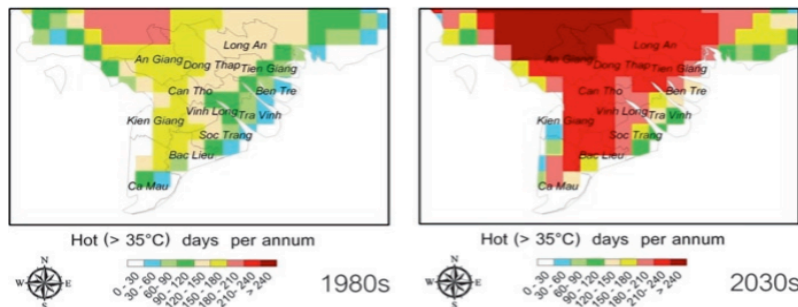 Long An
An Giang
Dong Thap
Tien Giang
Can Tho
Ben Tre
Vinh Long
Tra Vinh
Kien Giang
Soc Trang
Bac Lieu
Ca Mau
Hot (> 35°C) days per annum
N
W E
S
0 - 30
30 - 60
60 - 90
90 - 120
120 - 150
150 - 180
180 - 210
210 - 240
> 240
1980s
Long An
An Giang
Dong Thap
Tien Giang
Can Tho
Ben Tre
Vinh Long
Tra Vinh
Kien Giang
Soc Trang
Bac Lieu
Ca Mau
Hot (> 35°C) days per annum
N
W E
S
0 - 30
30 - 60
60 - 90
90 - 120
120 - 150
150 - 180
180 - 210
210 - 240
> 240
2030s